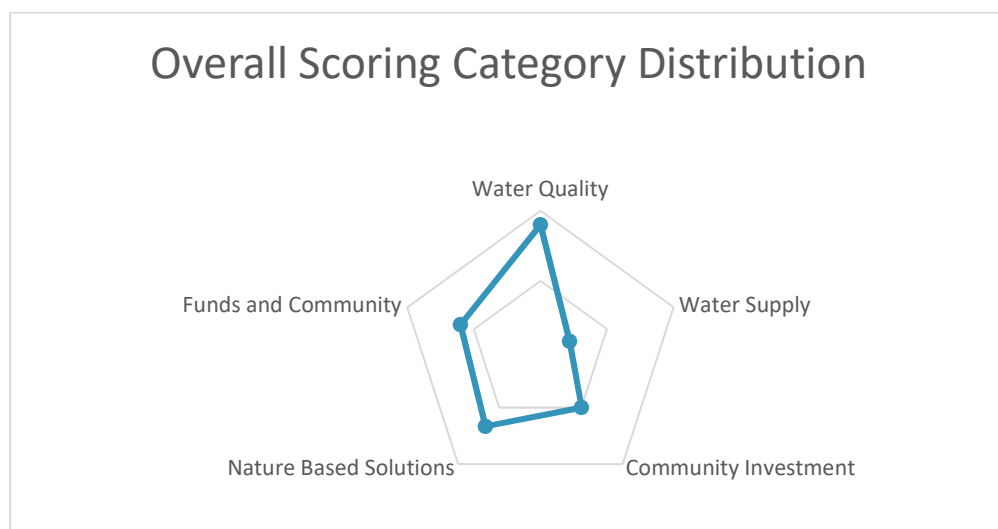 Overall Scoring Category Distribution
Water Quality
Funds and Community
Water Supply
Nature Based Solutions
Community Investment